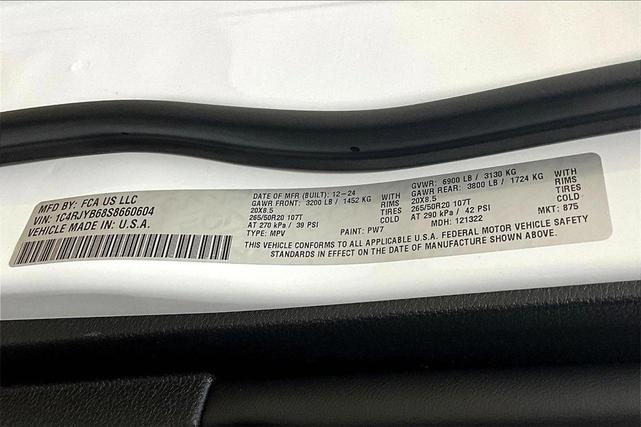 MFD BY: FCA US LLC
VIN: 1C4RJYB68S8660604
VEHICLE MADE IN: U.S.A.
DATE OF MFR (BUILT): 12-24
GAWR FRONT: 3200 LB / 1452 KG WITH
20X8.5 RIMS
265/50R20 107T TIRES
AT 270 kPa / 39 PSI COLD
TYPE: MPV PAINT: PW7
GVWR: 6900 LB / 3130 KG
GAWR REAR: 3800 LB / 1724 KG WITH
20X8.5 RIMS
265/50R20 107T TIRES
AT 290 kPa / 42 PSI COLD
MDH: 121322 MKT: 875
THIS VEHICLE CONFORMS TO ALL APPLICABLE U.S.A. FEDERAL MOTOR VEHICLE SAFETY
STANDARDS IN EFFECT ON THE DATE OF MANUFACTURE SHOWN ABOVE.